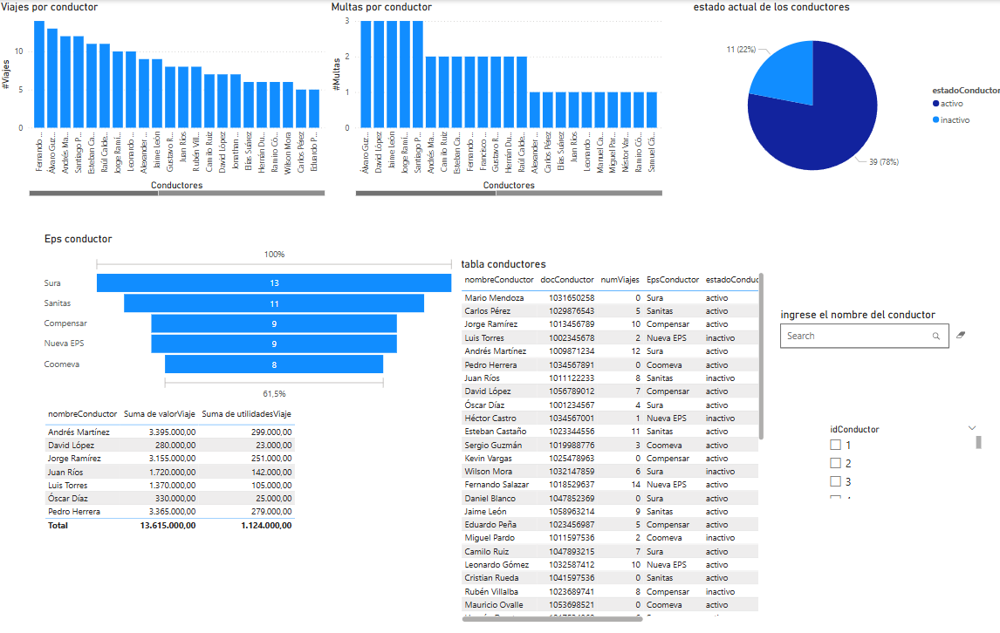 Viajes por conductor
#Viajes
10
5
0
Fernando ...
Álvaro Guz...
Andrés Ma...
Santiago P...
Esteban Ca...
Raúl Calde...
Jorge Rami...
Leonardo ...
Alexander ...
Jaime León
Gustavo R...
Juan Ríos
Rubén Vill...
Camilo Ruiz
David López
Jonathan ...
Elías Suárez
Hernán Du...
Ramiro Có...
Wilson Mora
Carlos Pérez
Eduardo P...
Conductores
Multas por conductor
#Multas
3
2
1
0
Álvaro Guz...
David López
Jaime León
Jorge Rami...
Santiago P...
Andrés Ma...
Camilo Ruiz
Esteban Ca...
Fernando ...
Francisco ...
Gustavo R...
Hernán Du...
Raúl Calde...
Alexander ...
Carlos Pérez
Elías Suárez
Juan Ríos
Leonardo ...
Manuel Ca...
Miguel Par...
Néstor Var...
Ramiro Có...
Samuel Cá...
Conductores
estado actual de los conductores
11 (22%)
39 (78%)
estadoConductor
activo
inactivo
Eps conductor
100%
Sura 13
Sanitas 11
Compensar 9
Nueva EPS 9
Coomeva 8
61,5%
nombreConductor Suma de valorViaje Suma de utilidadesViaje
Andrés Martínez 3.395.000,00 299.000,00
David López 280.000,00 23.000,00
Jorge Ramírez 3.155.000,00 251.000,00
Juan Ríos 1.720.000,00 142.000,00
Luis Torres 1.370.000,00 105.000,00
Óscar Díaz 330.000,00 25.000,00
Pedro Herrera 3.365.000,00 279.000,00
Total 13.615.000,00 1.124.000,00
tabla conductores
nombreConductor docConductor numViajes EpsConductor estadoConduc
Mario Mendoza 1031650258 0 Sura activo
Carlos Pérez 1029876543 5 Sanitas activo
Jorge Ramírez 1013456789 10 Compensar activo
Luis Torres 1002345678 2 Nueva EPS inactivo
Andrés Martínez 1009871234 12 Sura activo
Pedro Herrera 1034567891 0 Coomeva activo
Juan Ríos 1011122233 8 Sanitas inactivo
David López 1056789012 7 Compensar activo
Óscar Díaz 1001234567 4 Sura activo
Héctor Castro 1034567001 1 Nueva EPS inactivo
Esteban Castaño 1023344556 11 Sanitas activo
Sergio Guzmán 1019988776 3 Coomeva activo
Kevin Vargas 1025478963 0 Compensar activo
Wilson Mora 1032147859 6 Sura inactivo
Fernando Salazar 1018529637 14 Nueva EPS activo
Daniel Blanco 1047852369 0 Sura activo
Jaime León 1058963214 9 Sanitas activo
Eduardo Peña 1023456987 5 Compensar activo
Miguel Pardo 1011597536 2 Coomeva inactivo
Camilo Ruiz 1047893215 7 Sura activo
Leonardo Gómez 1032587412 10 Nueva EPS activo
Cristian Rueda 1041597536 0 Sanitas activo
Rubén Villalba 1023689741 8 Compensar inactivo
Mauricio Ovalle 1053698521 0 Coomeva activo
ingrese el nombre del conductor
Search
idConductor
1
2
3